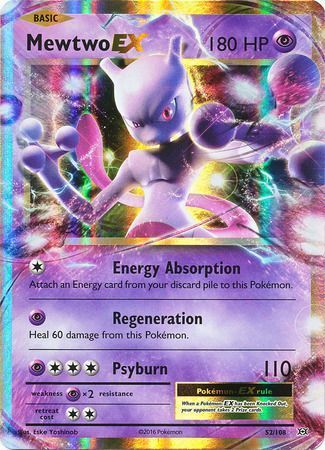 BASIC
MewtwoEX 180 HP
Energy Absorption
Attach an Energy card from your discard pile to this Pokémon.
Regeneration
Heal 60 damage from this Pokémon.
Psyburn 110
weakness ×2 resistance
retreat cost
Pokémon-EX rule
When a Pokémon-EX has been Knocked Out, your opponent takes 2 Prize cards.
Illus. Eske Yoshinob
©2016 Pokémon
52/108